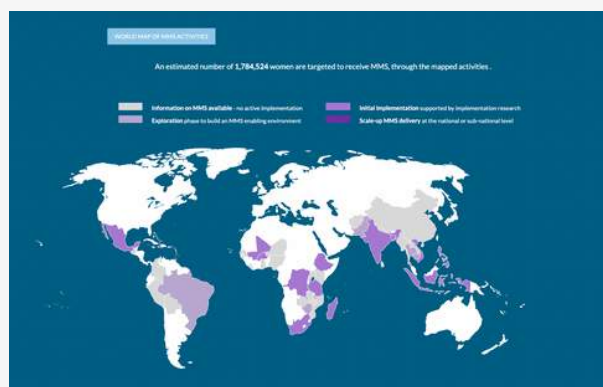 WORLD MAP OF MMS ACTIVITIES
An estimated number of 1,784,524 women are targeted to receive MMS, through the mapped activities .
Information on MMS available - no active implementation
Exploration phase to build an MMS enabling environment
Initial Implementation supported by implementation research
Scale-up MMS delivery at the national or sub-national level